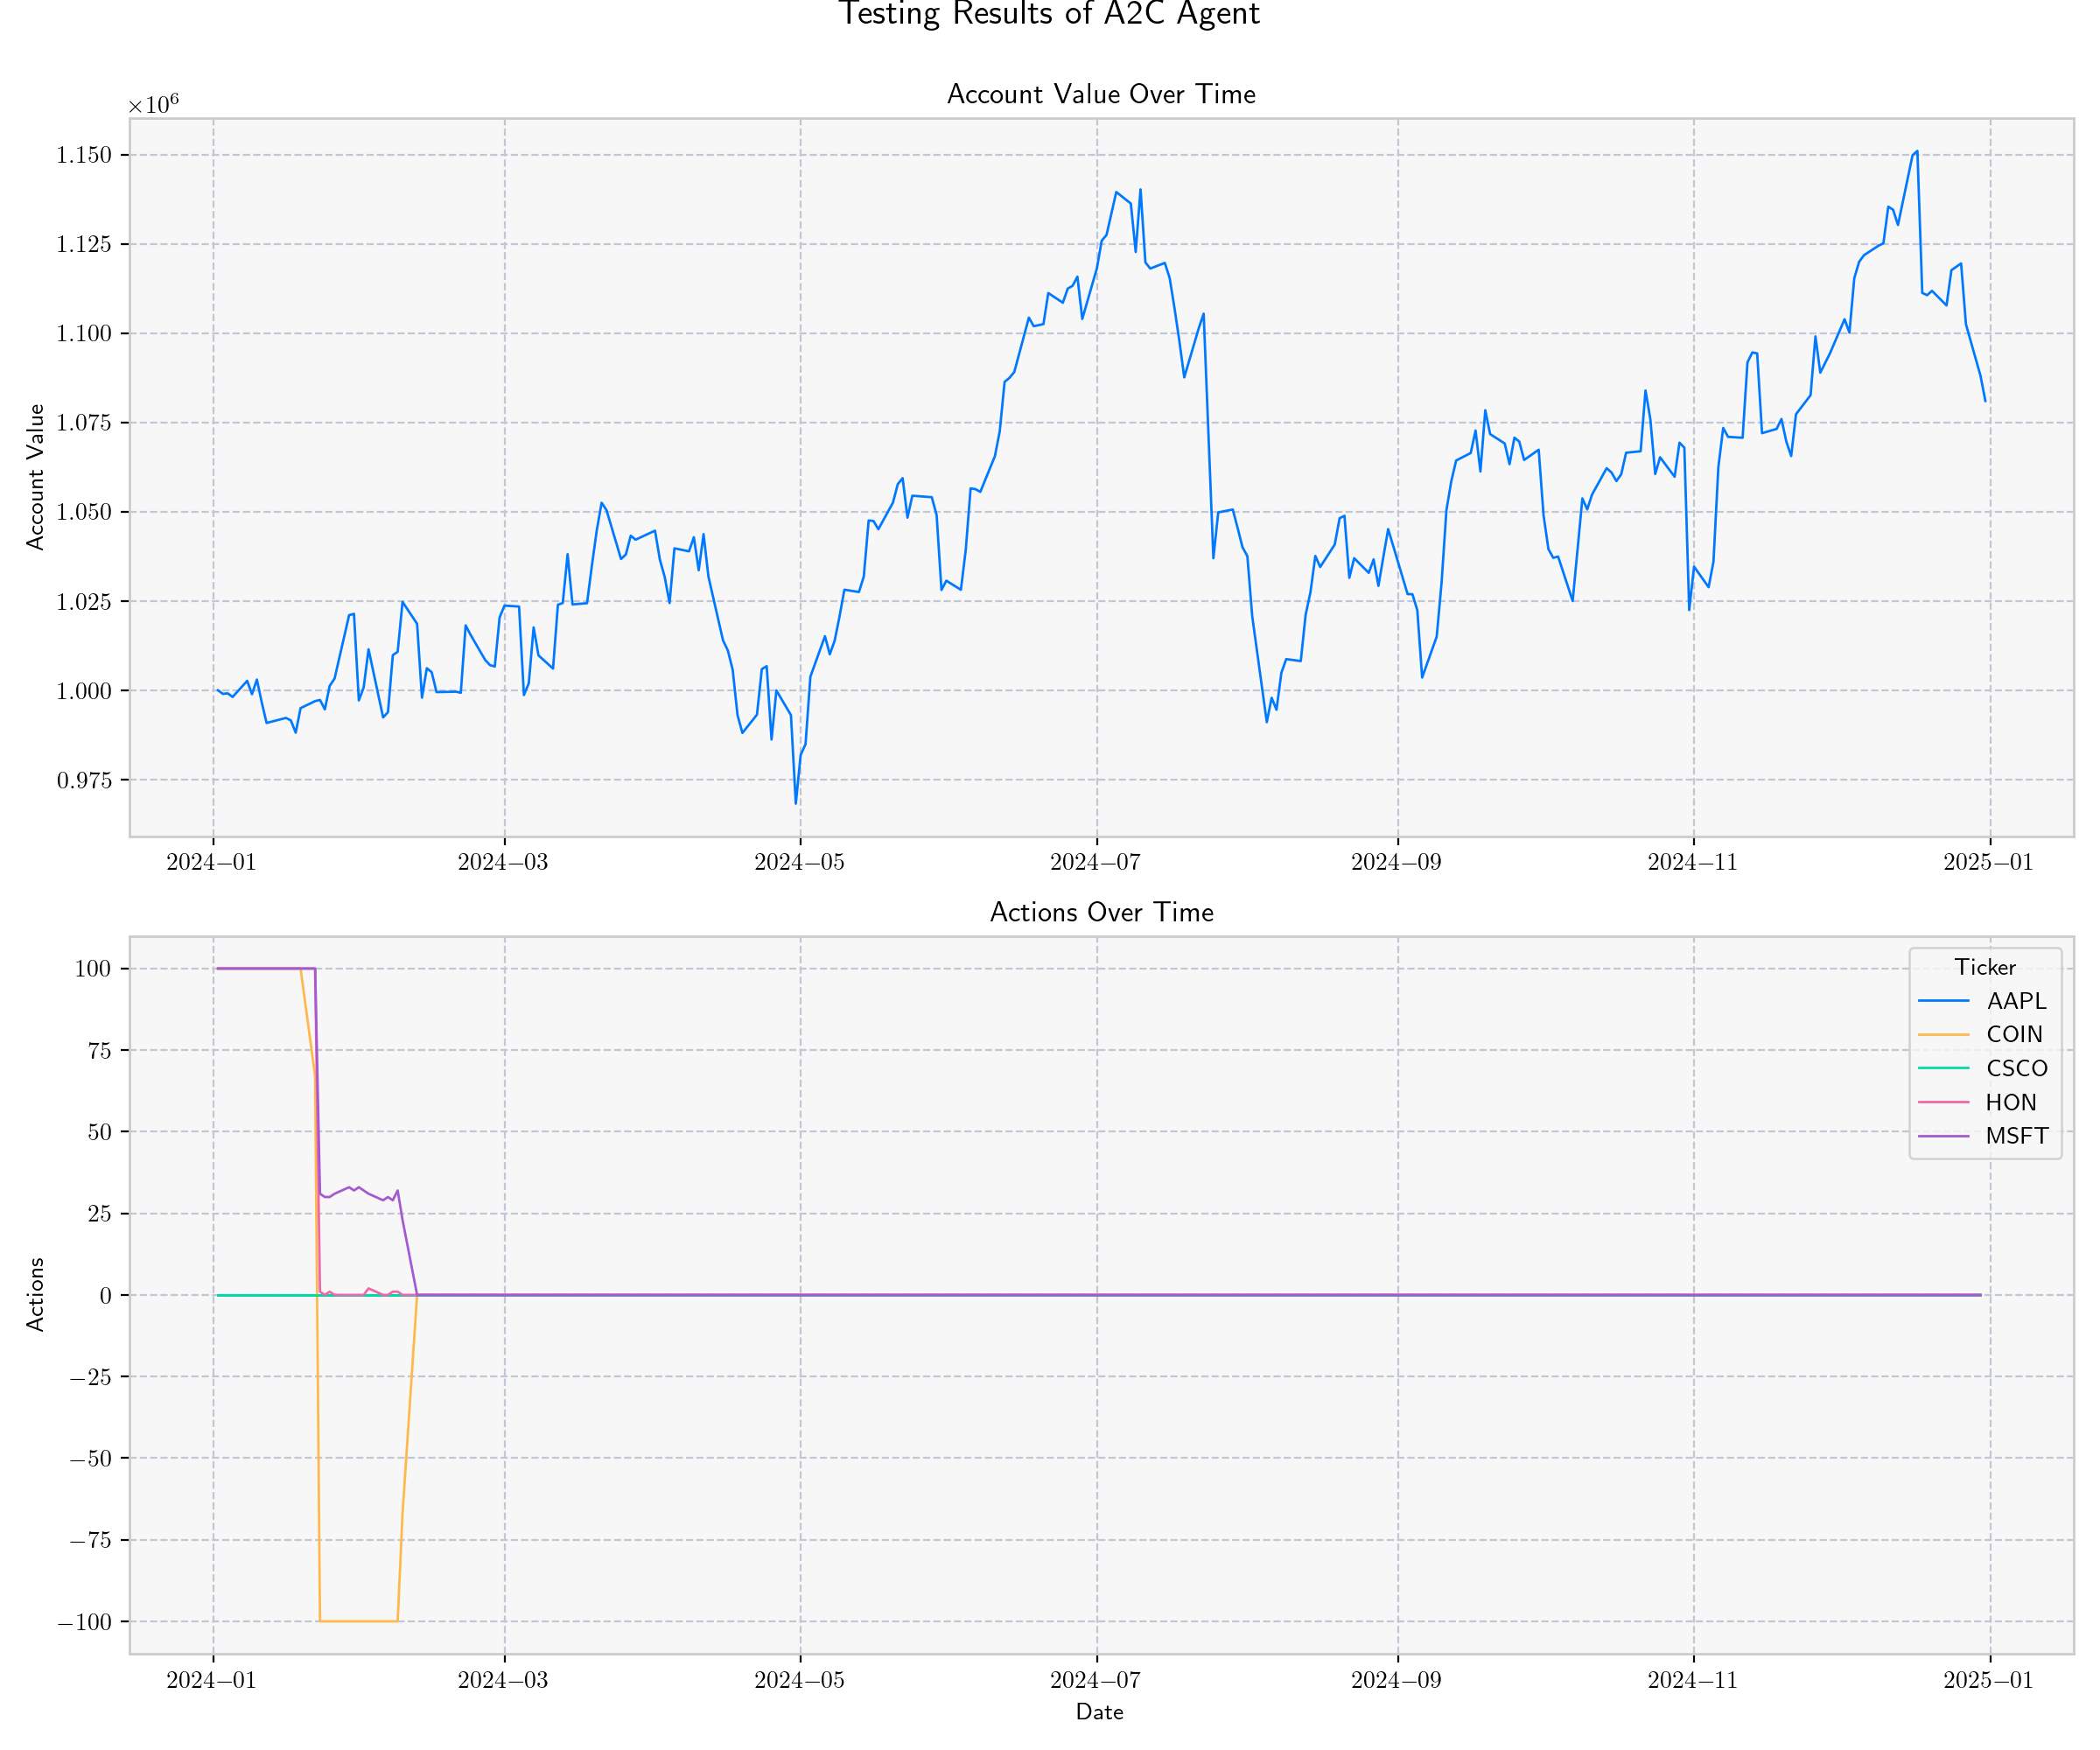 Testing Results of A2C Agent
Account Value Over Time
×10⁶
1.150
1.125
1.100
1.075
1.050
1.025
1.000
0.975
Account Value
2024−01 2024−03 2024−05 2024−07 2024−09 2024−11 2025−01
Actions Over Time
100
75
50
25
0
−25
−50
−75
−100
Actions
Ticker
AAPL
COIN
CSCO
HON
MSFT
2024−01 2024−03 2024−05 2024−07 2024−09 2024−11 2025−01
Date